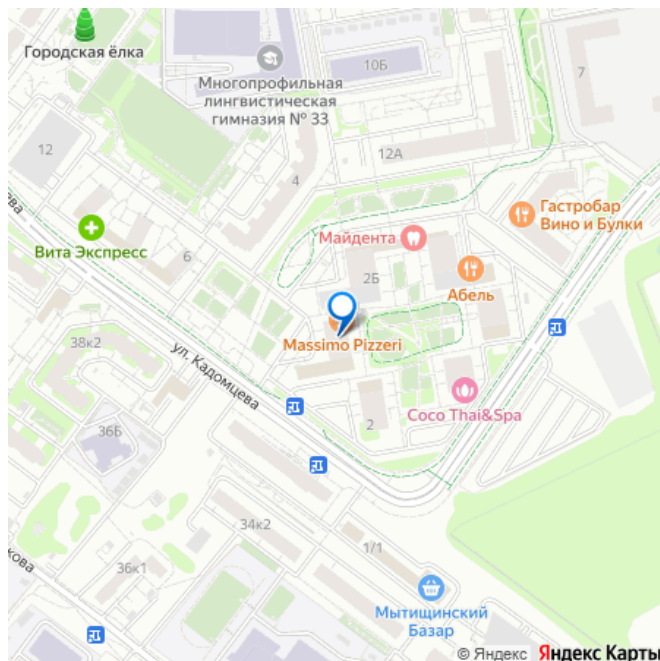 Городская ёлка
Многопрофильная
лингвистическая
гимназия № 33
10Б
7
12
12А
4
ева
Гастробар
Вино и Булки
Вита Экспресс
6
Майдента
2Б
Абель
Massimo Pizzeri
38к2
ул. Кадомцева
Coco Thai&Spa
2
36Б
34к2
1/1
кова
36к1
Мытищинский
Базар
© Яндекс Яндекс Карты